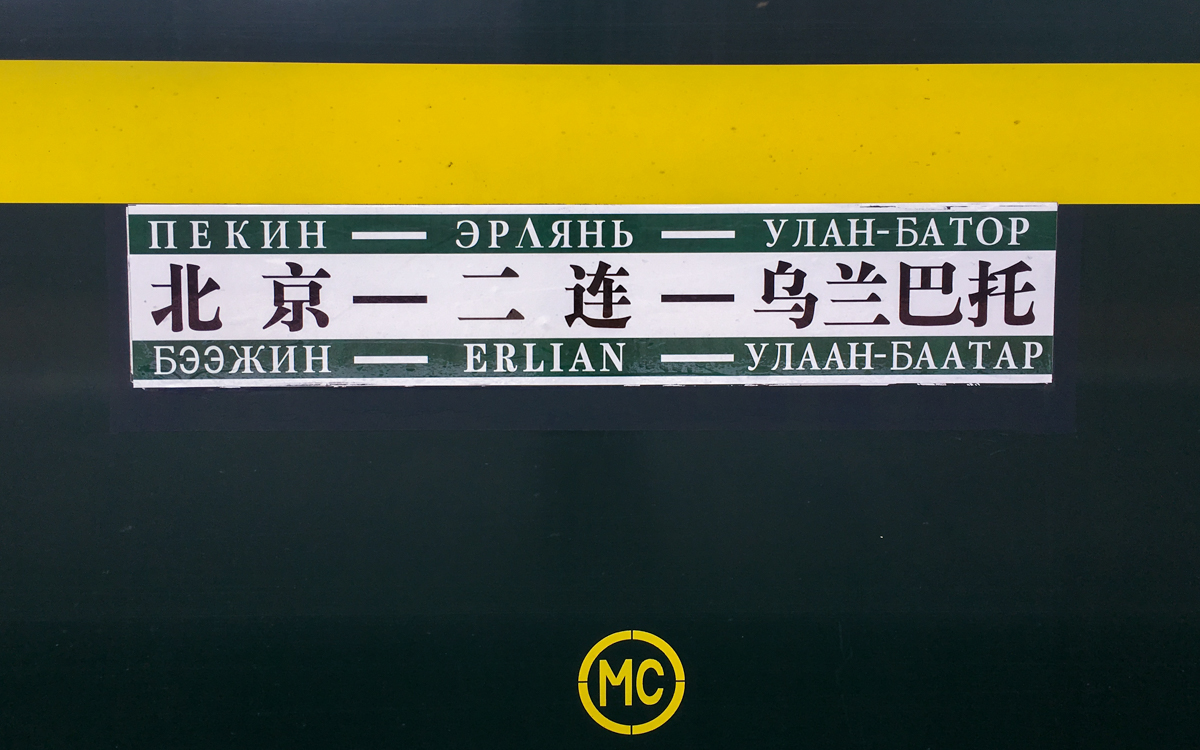 ПЕКИН — ЭРЛЯНЬ — УЛАН-БАТОР
北京 — 二连 — 乌兰巴托
БЭЭЖИН — ERLIAN — УЛААН-БААТАР
MC